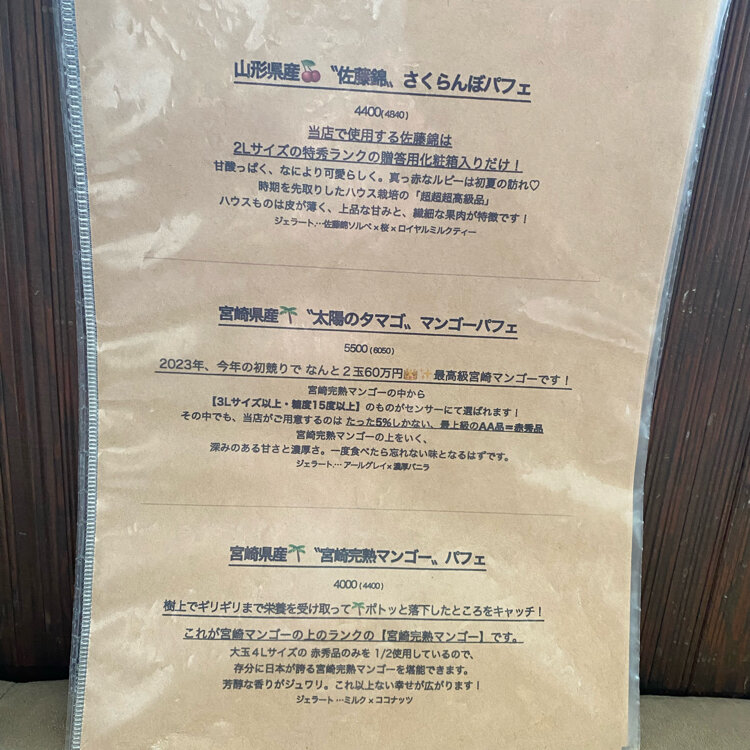 山形県産🍒〝佐藤錦〟さくらんぼパフェ
4400(4840)
当店で使用する佐藤錦は
2Lサイズの特秀ランクの贈答用化粧箱入りだけ！
甘酸っぱく、なにより可愛らしく。真っ赤なルビーは初夏の訪れ♡
時期を先取りしたハウス栽培の「超超超高級品」
ハウスものは皮が薄く、上品な甘みと、繊細な果肉が特徴です！
ジェラート…佐藤錦ソルベ×桜×ロイヤルミルクティー
宮崎県産🌴〝太陽のタマゴ〟マンゴーパフェ
5500(6050)
2023年、今年の初競りで なんと２玉60万円🙌✨最高級宮崎マンゴーです！
宮崎完熟マンゴーの中から
【3Lサイズ以上・糖度15度以上】のものがセンサーにて選ばれます！
その中でも、当店がご用意するのは たった5%しかない、最上級のAA品＝赤秀品
宮崎完熟マンゴーの上をいく、
深みのある甘さと濃厚さ。一度食べたら忘れない味となるはずです。
ジェラート… アールグレイ×濃厚バニラ
宮崎県産🌴〝宮崎完熟マンゴー〟パフェ
4000(4400)
樹上でギリギリまで栄養を受け取って🌴ポトッと落下したところをキャッチ！
これが宮崎マンゴーの上のランクの【宮崎完熟マンゴー】です。
大玉４Lサイズの 赤秀品のみを 1/2使用しているので、
存分に日本が誇る宮崎完熟マンゴーを堪能できます。
芳醇な香りがジュワリ。これ以上ない幸せが広がります！
ジェラート …ミルク×ココナッツ